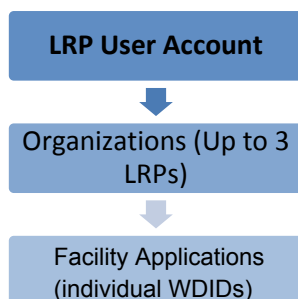 LRP User Account
Organizations (Up to 3
LRPs)
Facility Applications
(individual WDIDs)